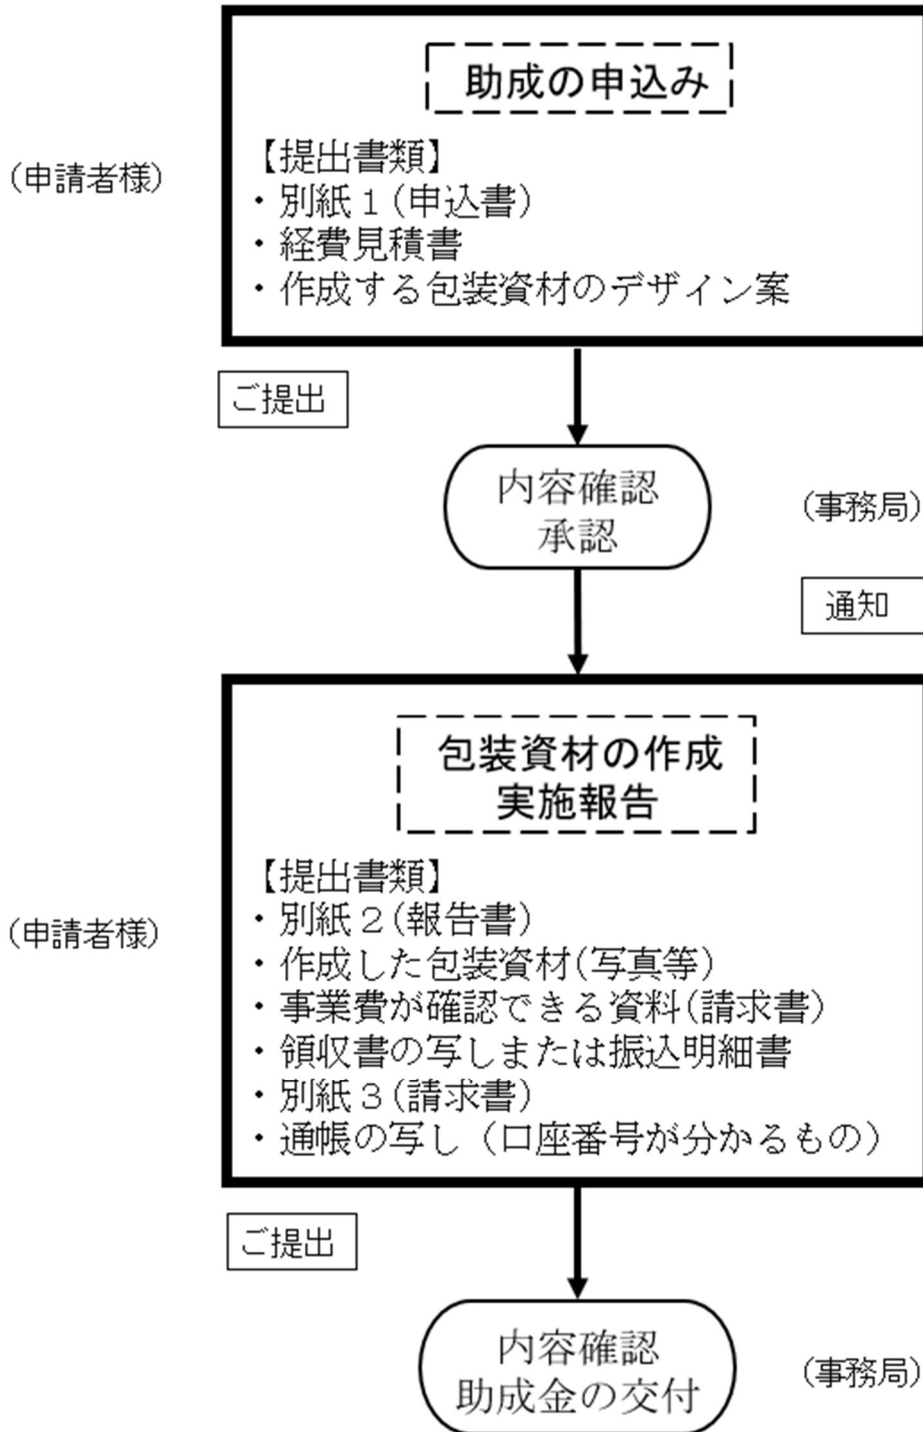 助成の申込み
(申請者様)
【提出書類】
・別紙1(申込書)
・経費見積書
・作成する包装資材のデザイン案
ご提出
内容確認
承認
(事務局)
通知
包装資材の作成
実施報告
(申請者様)
【提出書類】
・別紙2(報告書)
・作成した包装資材(写真等)
・事業費が確認できる資料(請求書)
・領収書の写しまたは振込明細書
・別紙3(請求書)
・通帳の写し（口座番号が分かるもの）
ご提出
内容確認
助成金の交付
(事務局)